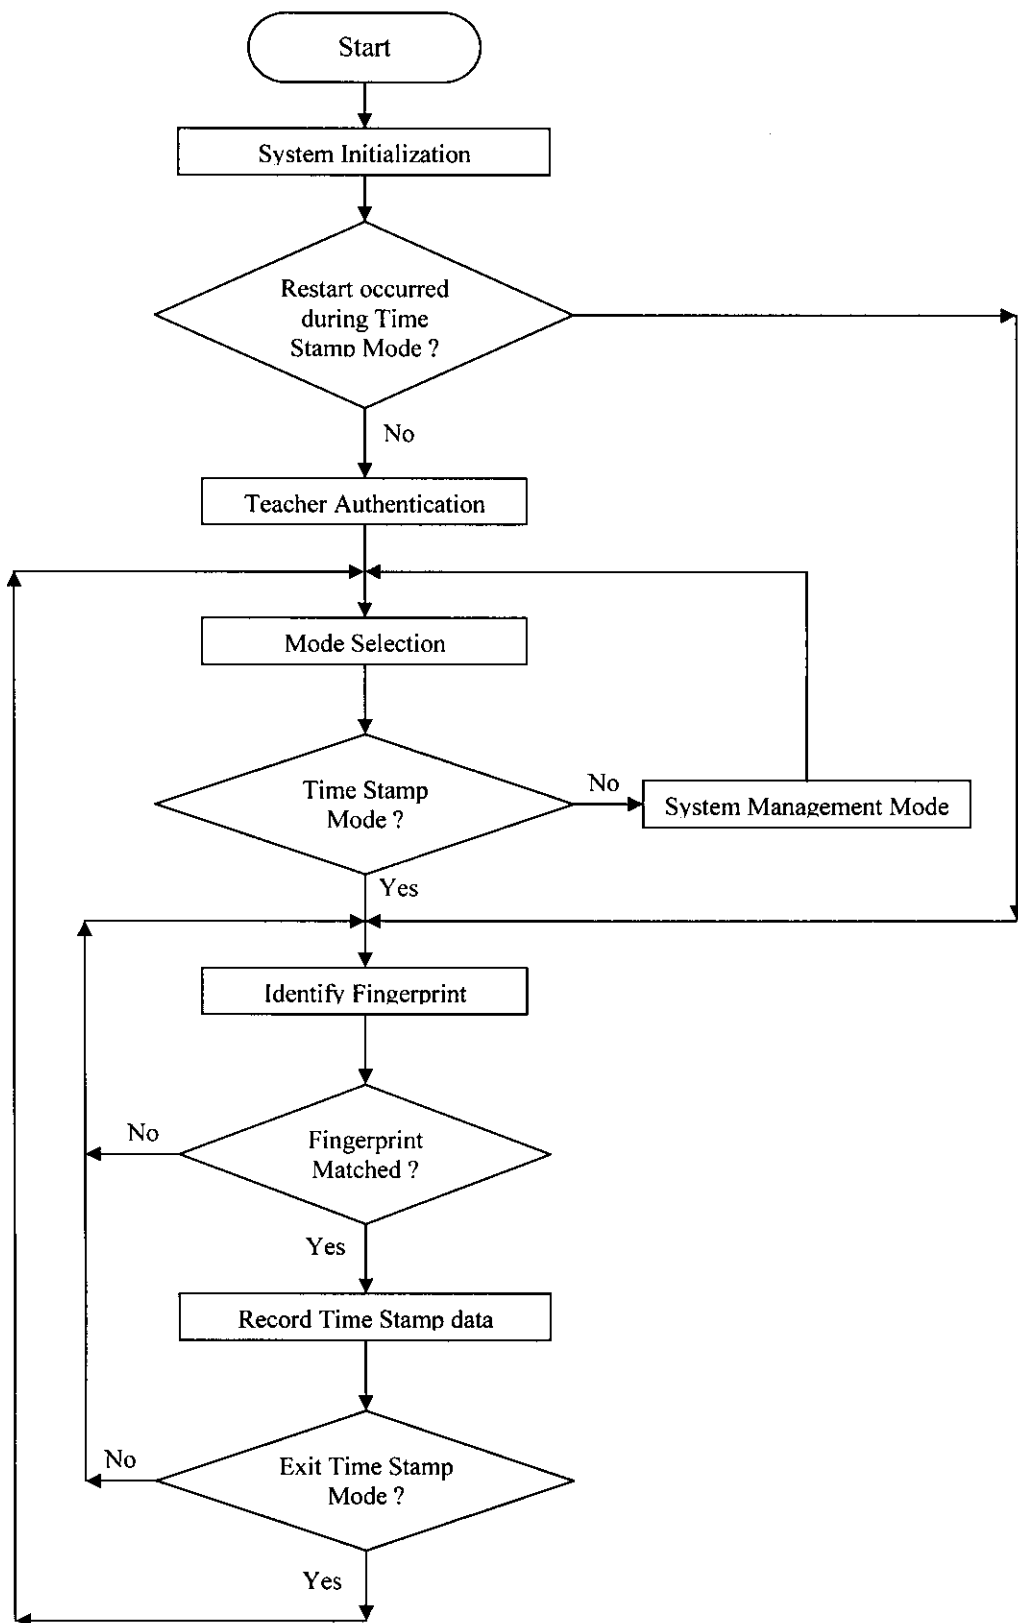 Start
System Initialization
Restart occurred
during Time
Stamp Mode ?
No
Teacher Authentication
Mode Selection
Time Stamp
Mode ?
No
System Management Mode
Yes
Identify Fingerprint
No
Fingerprint
Matched ?
Yes
Record Time Stamp data
No
Exit Time Stamp
Mode ?
Yes